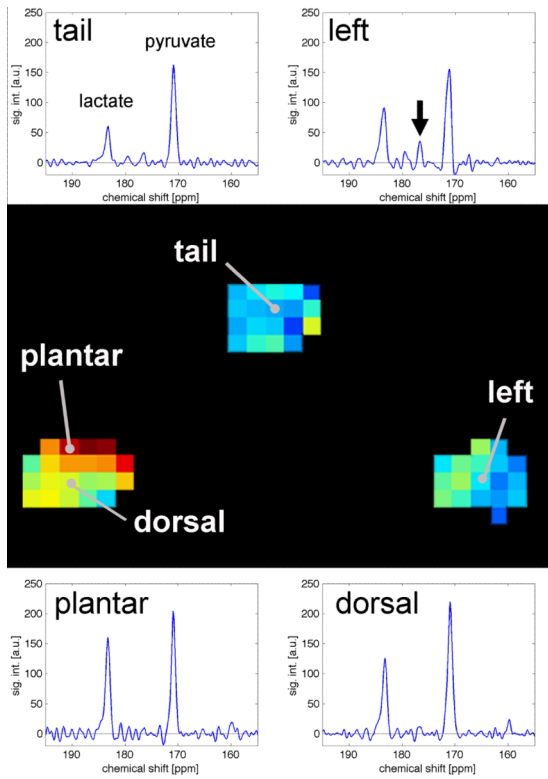 tail
sig. int. [a.u.]
250
200
150
100
50
0
lactate
pyruvate
190
180
170
160
chemical shift [ppm]
left
sig. int. [a.u.]
250
200
150
100
50
0
190
180
170
160
chemical shift [ppm]
tail
plantar
left
dorsal
plantar
sig. int. [a.u.]
250
200
150
100
50
0
190
180
170
160
chemical shift [ppm]
dorsal
sig. int. [a.u.]
250
200
150
100
50
0
190
180
170
160
chemical shift [ppm]